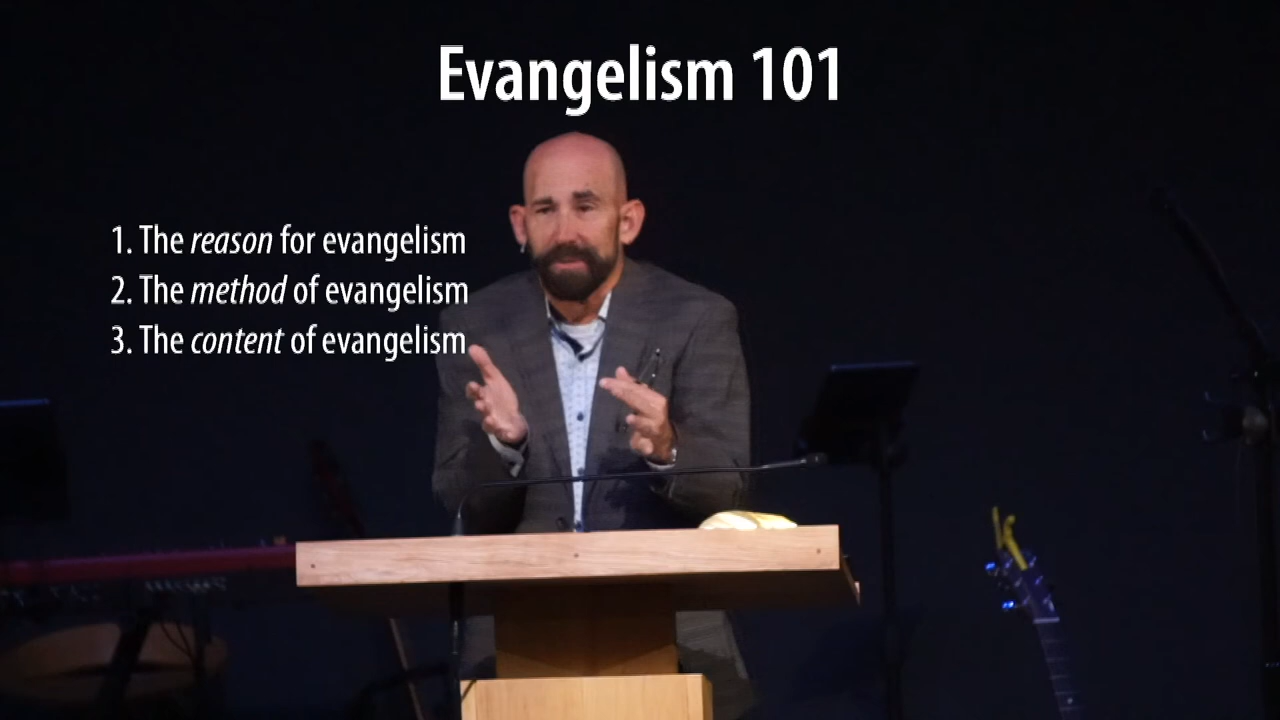 Evangelism 101
1. The reason for evangelism
2. The method of evangelism
3. The content of evangelism